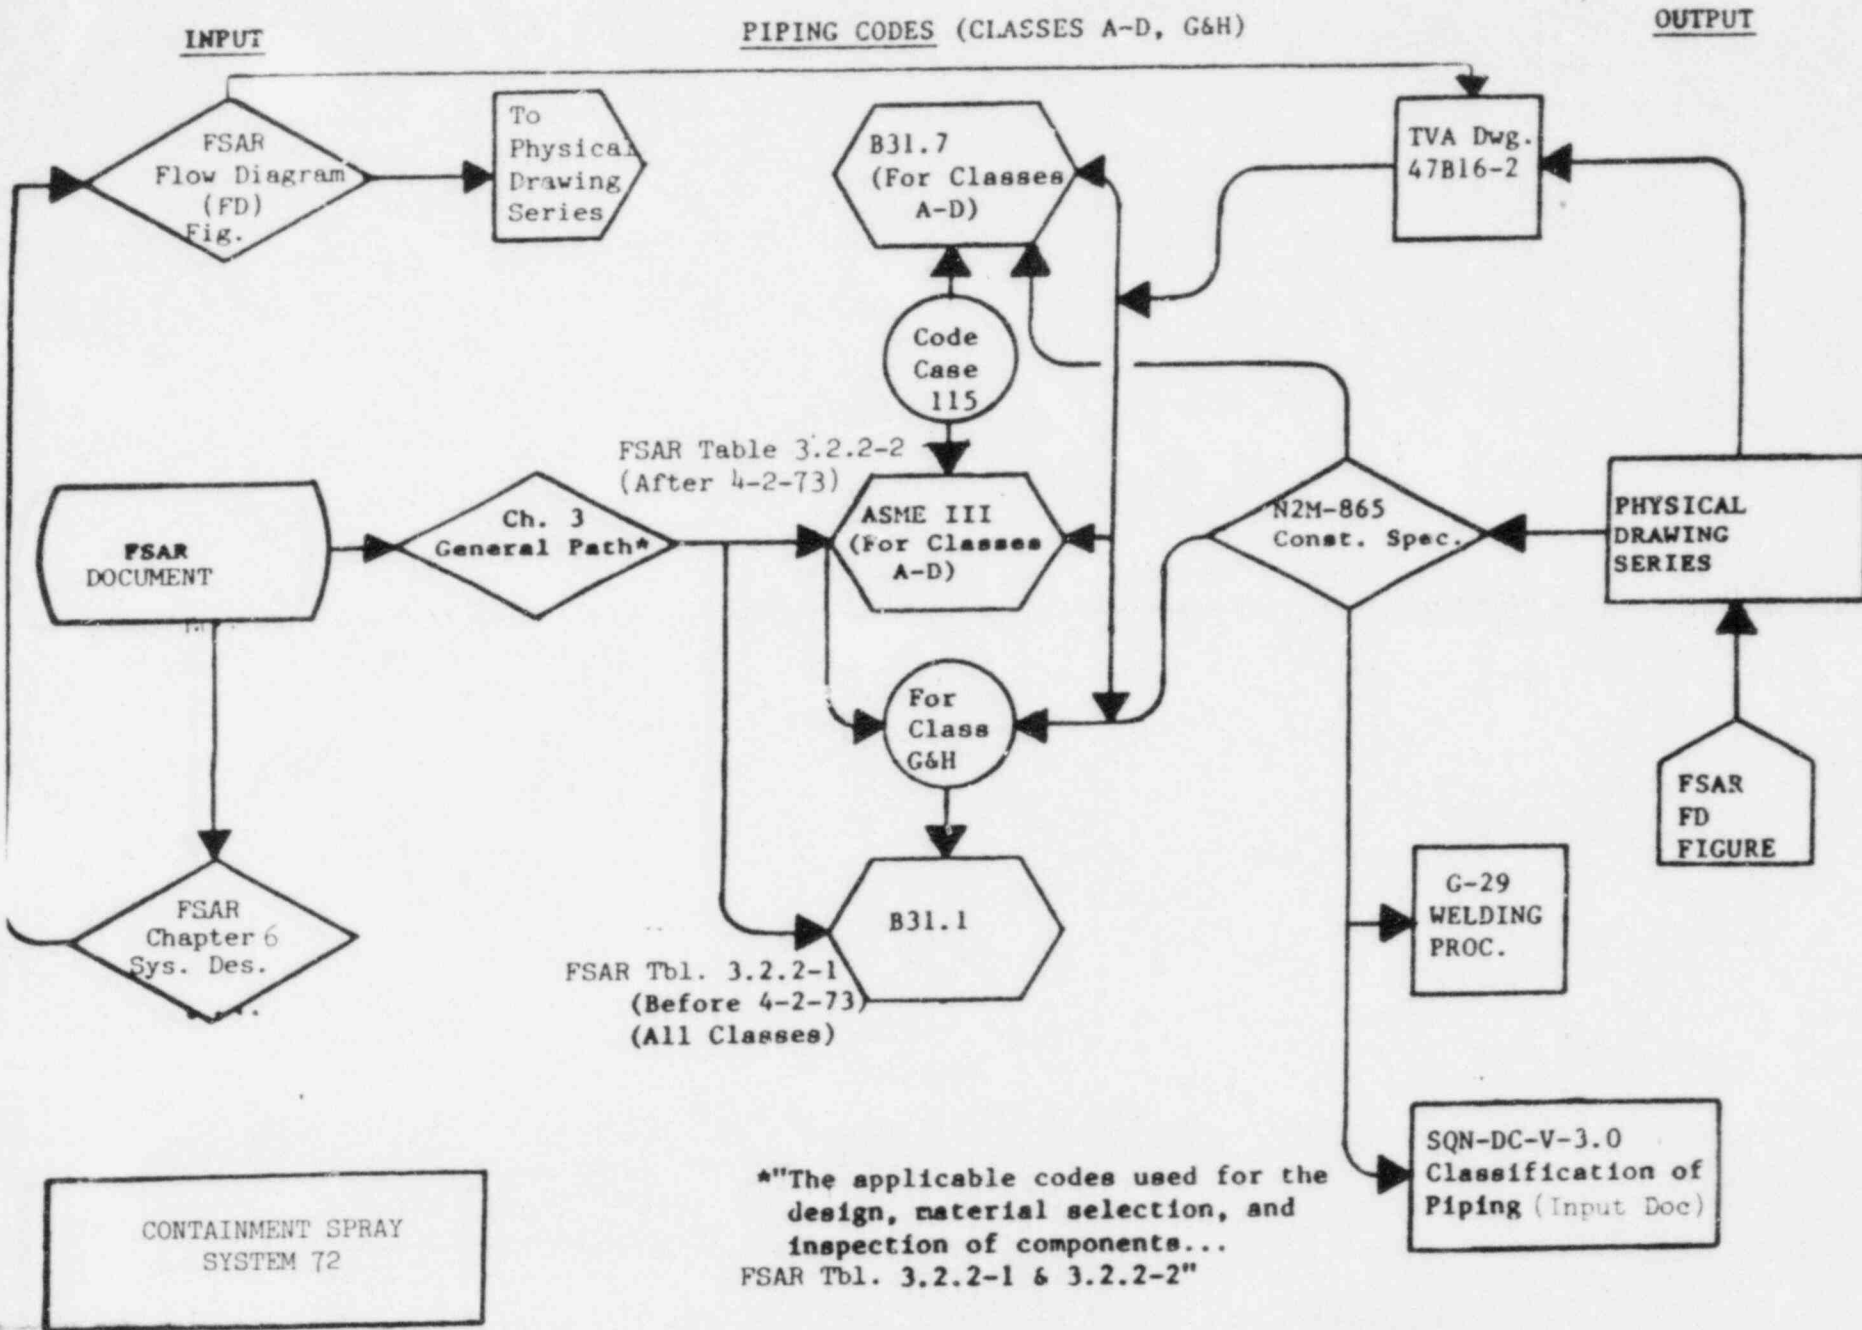 INPUT
PIPING CODES (CLASSES A-D, G&H)
OUTPUT
FSAR
Flow Diagram
(FD)
Fig.
To
Physical
Drawing
Series
B31.7
(For Classes
A-D)
TVA Dwg.
47B16-2
Code
Case
115
FSAR Table 3.2.2-2
(After 4-2-73)
FSAR
DOCUMENT
Ch. 3
General Path*
ASME III
(For Classes
A-D)
N2M-865
Const. Spec.
PHYSICAL
DRAWING
SERIES
For
Class
G&H
FSAR
FD
FIGURE
FSAR
Chapter 6
Sys. Des.
B31.1
FSAR Tbl. 3.2.2-1
(Before 4-2-73)
(All Classes)
G-29
WELDING
PROC.
SQN-DC-V-3.0
Classification of
Piping (Input Doc)
CONTAINMENT SPRAY
SYSTEM 72
*"The applicable codes used for the
design, material selection, and
inspection of components...
FSAR Tbl. 3.2.2-1 & 3.2.2-2"